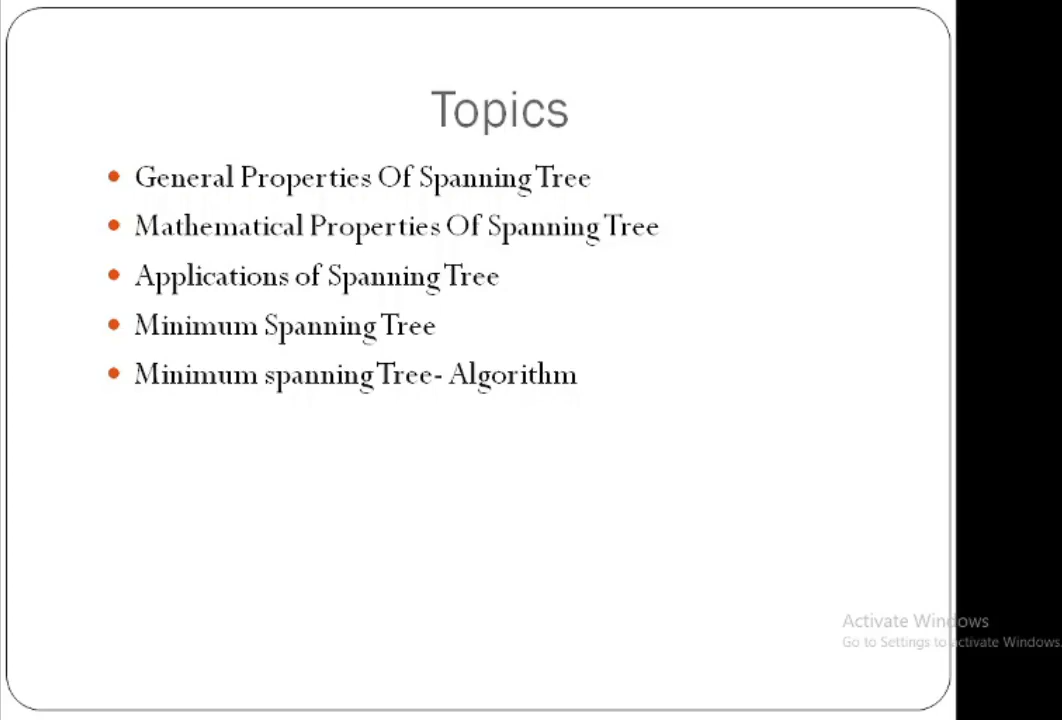 Topics
General Properties Of Spanning Tree
Mathematical Properties Of Spanning Tree
Applications of Spanning Tree
Minimum Spanning Tree
Minimum spanning Tree- Algorithm
Activate Windows
Go to Settings to activate Windows.